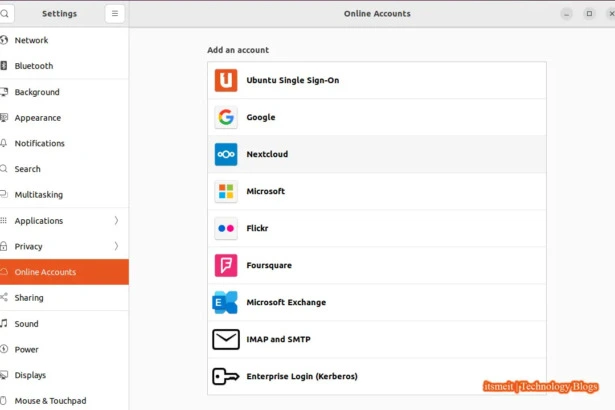 Settings
Online Accounts
Network
Bluetooth
Background
Appearance
Notifications
Search
Multitasking
Applications
Privacy
Online Accounts
Sharing
Sound
Power
Displays
Mouse & Touchpad
Add an account
Ubuntu Single Sign-On
Google
Nextcloud
Microsoft
Flickr
Foursquare
E
Microsoft Exchange
IMAP and SMTP
Enterprise Login (Kerberos)
itsmeit | Technology Blogs